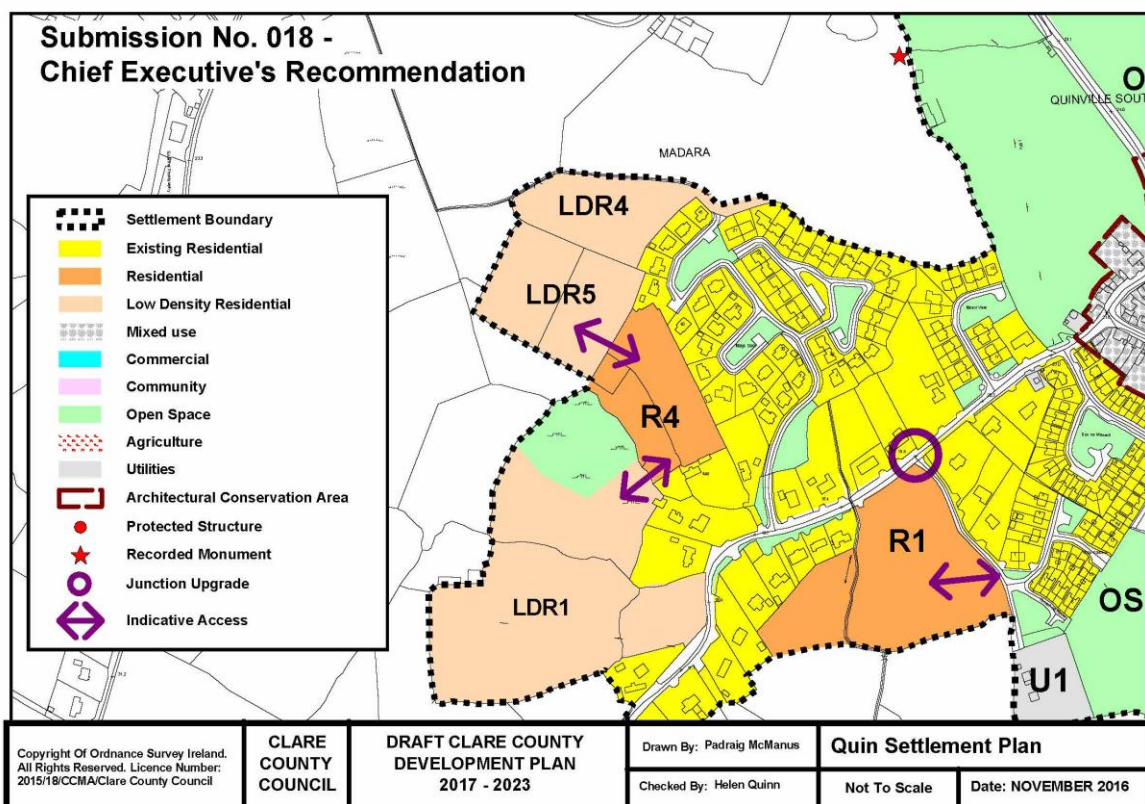 Submission No. 018 -
Chief Executive's Recommendation
O
QUINVILLE SOUT
MADARA
Settlement Boundary
Existing Residential
Residential
Low Density Residential
Mixed use
Commercial
Community
Open Space
Agriculture
Utilities
Architectural Conservation Area
Protected Structure
Recorded Monument
Junction Upgrade
Indicative Access
LDR4
LDR5
R4
R1
LDR1
OS
U1
Copyright Of Ordnance Survey Ireland.
All Rights Reserved. Licence Number:
2015/18/CCMA/Clare County Council
CLARE
COUNTY
COUNCIL
DRAFT CLARE COUNTY
DEVELOPMENT PLAN
2017 - 2023
Drawn By: Padraig McManus
Checked By: Helen Quinn
Quin Settlement Plan
Not To Scale
Date: NOVEMBER 2016